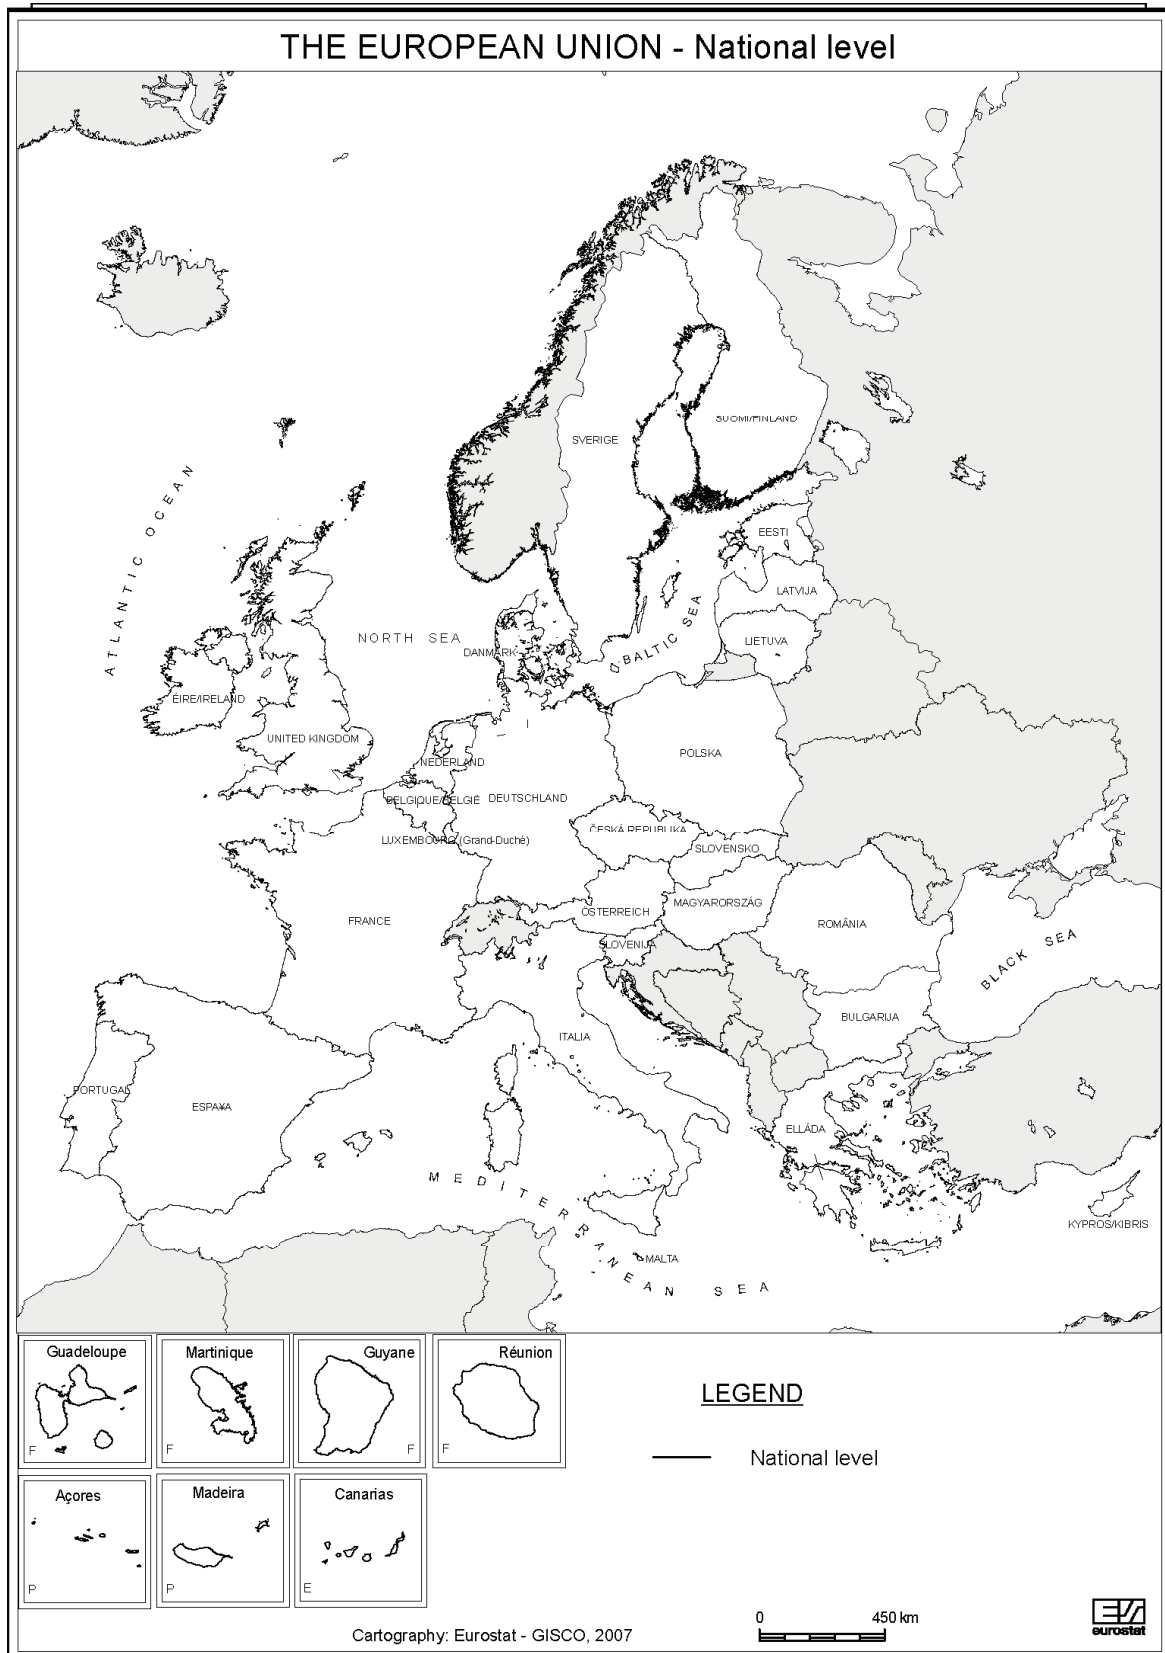 THE EUROPEAN UNION - National level
SUOMI/FINLAND
SVERIGE
ATLANTIC OCEAN
EESTI
LATVIJA
NORTH SEA
BALTIC SEA
LIETUVA
DANMARK
ÉIRE/IRELAND
UNITED KINGDOM
POLSKA
NEDERLAND
BELGIQUE/BELGIË
DEUTSCHLAND
ČESKÁ REPUBLIKA
LUXEMBOURG (Grand-Duché)
SLOVENSKO
MAGYARORSZÁG
ÖSTERREICH
FRANCE
ROMÂNIA
SLOVENIJA
BLACK SEA
BULGARIJA
ITALIA
PORTUGAL
ESPA¥A
ELLÁDA
MEDITERRANEAN SEA
KYPROS/KIBRIS
MALTA
Guadeloupe
F
Martinique
F
Guyane
F
Réunion
F
LEGEND
National level
Açores
P
Madeira
P
Canarias
E
0 450 km
Cartography: Eurostat - GISCO, 2007
eurostat